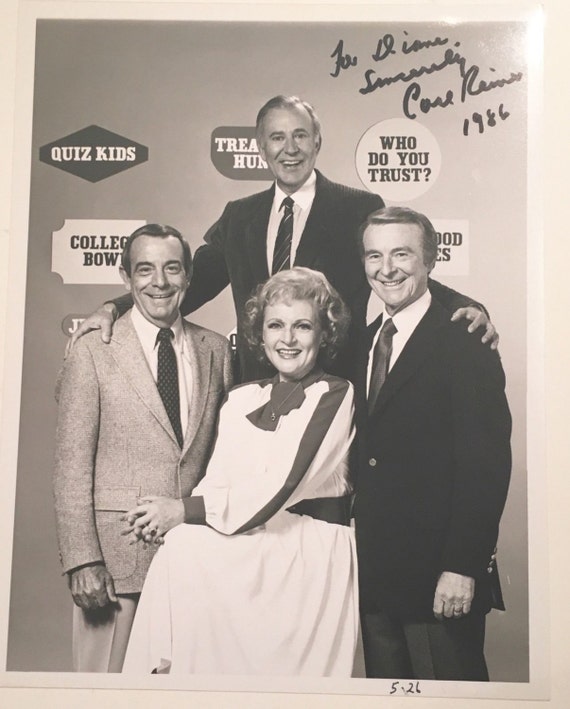 For Diane
Sincerely
Carl Reiner
1986
QUIZ KIDS
TREA
HUN
WHO
DO YOU
TRUST?
COLLEG
BOWL
OOD
ES
J
5·26